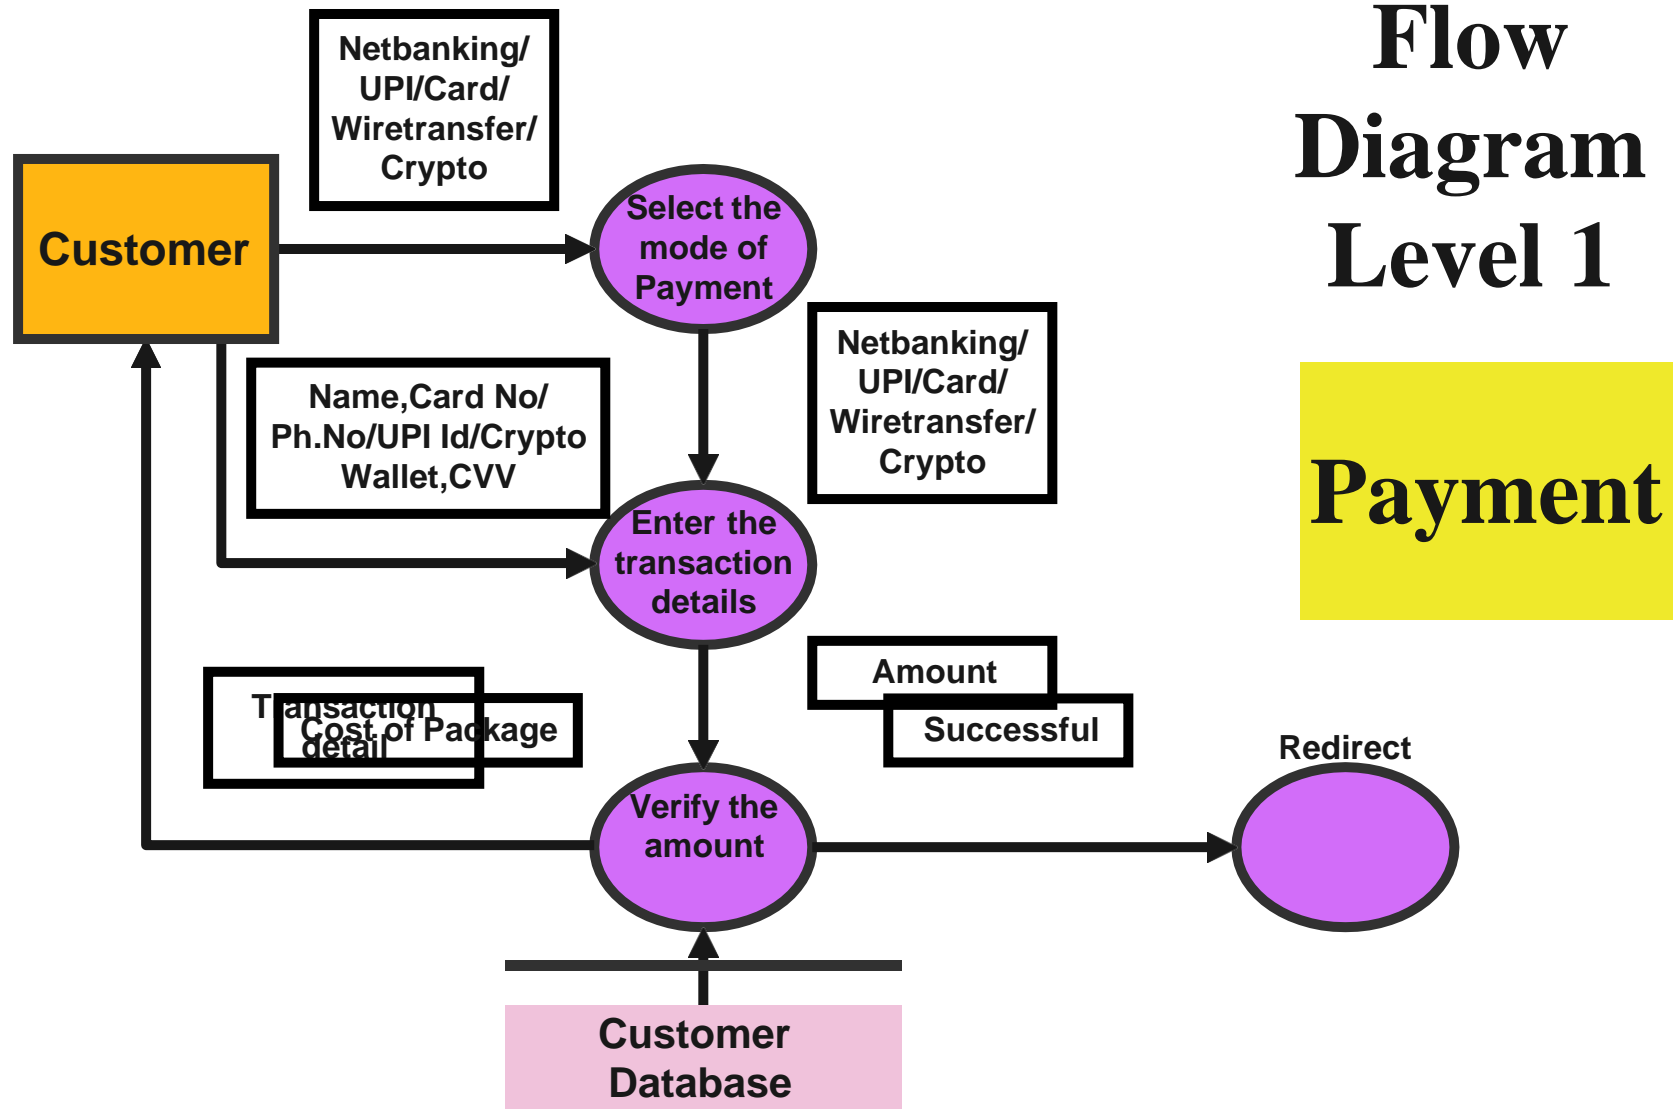 Flow
Diagram
Level 1
Payment
Netbanking/
UPI/Card/
Wiretransfer/
Crypto
Customer
Select the
mode of
Payment
Netbanking/
UPI/Card/
Wiretransfer/
Crypto
Name,Card No/
Ph.No/UPI Id/Crypto
Wallet,CVV
Enter the
transaction
details
Amount
Transaction
detail
Cost of Package
Successful
Redirect
Verify the
amount
Customer
Database